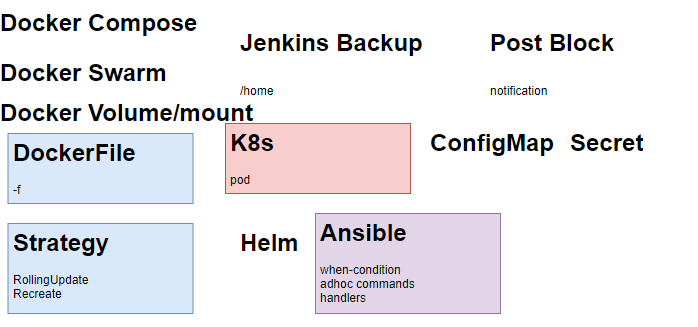 Docker Compose
Jenkins Backup
Post Block
Docker Swarm
/home
notification
Docker Volume/mount
DockerFile
-f
K8s
pod
ConfigMap
Secret
Strategy
RollingUpdate
Recreate
Helm
Ansible
when-condition
adhoc commands
handlers